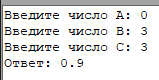 Введите число A: 0
Введите число B: 3
Введите число C: 3
Ответ: 0.9